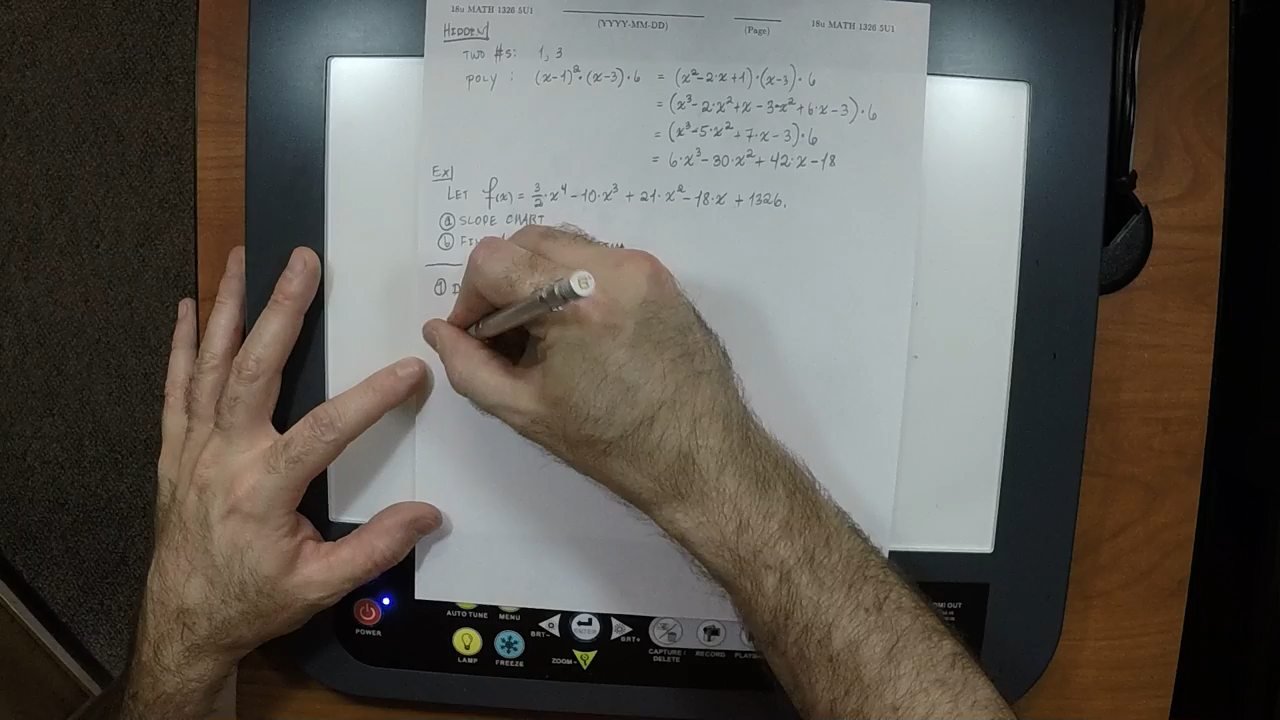 18u MATH 1326 5U1 (YYYY-MM-DD) (Page) 18u MATH 1326 5U1
HIDDEN
TWO #s: 1, 3
POLY : (x-1)²·(x-3)·6 = (x²-2·x+1)·(x-3)·6
= (x³-2·x²+x-3·x²+6·x-3)·6
= (x³-5·x²+7·x-3)·6
= 6·x³-30·x²+42·x-18
Ex
LET f(x) = 3/2·x⁴-10·x³+21·x²-18·x+1326.
(a) SLOPE CHART
(b)
(1)
POWER
AUTO TUNE MENU
LAMP FREEZE
BRT- ENTER BRT+
ZOOM-
CAPTURE / DELETE
RECORD